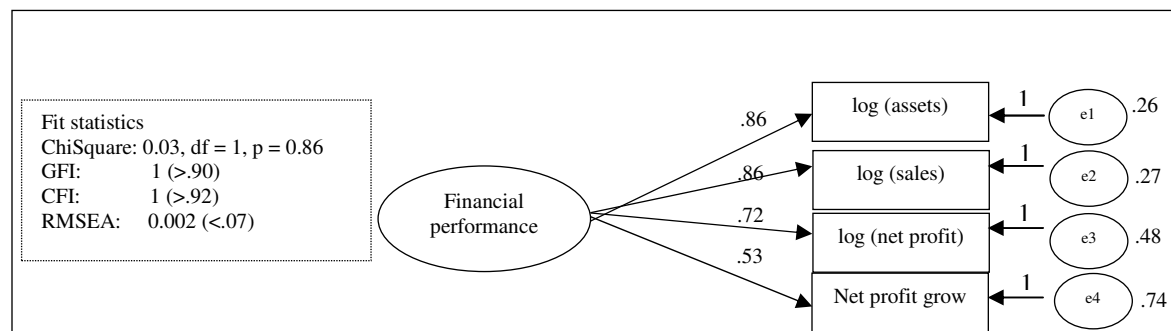 Fit statistics
ChiSquare: 0.03, df = 1, p = 0.86
GFI: 1 (>.90)
CFI: 1 (>.92)
RMSEA: 0.002 (<.07)
Financial
performance
.86
.86
.72
.53
log (assets)
1
e1
.26
log (sales)
1
e2
.27
log (net profit)
1
e3
.48
Net profit grow
1
e4
.74